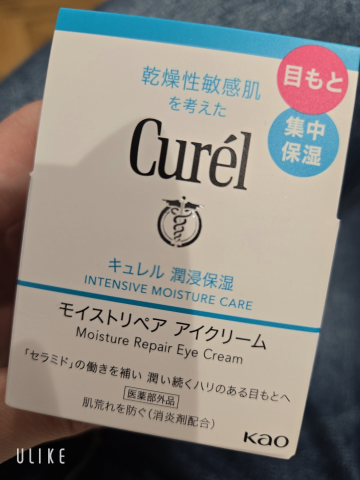 乾燥性敏感肌
を考えた
目もと
集中
保湿
Curél
キュレル 潤浸保湿
INTENSIVE MOISTURE CARE
モイストリペア アイクリーム
Moisture Repair Eye Cream
「セラミド」の働きを補い 潤い続くハリのある目もとへ
医薬部外品
肌荒れを防ぐ(消炎剤配合)
Kao
ULIKE